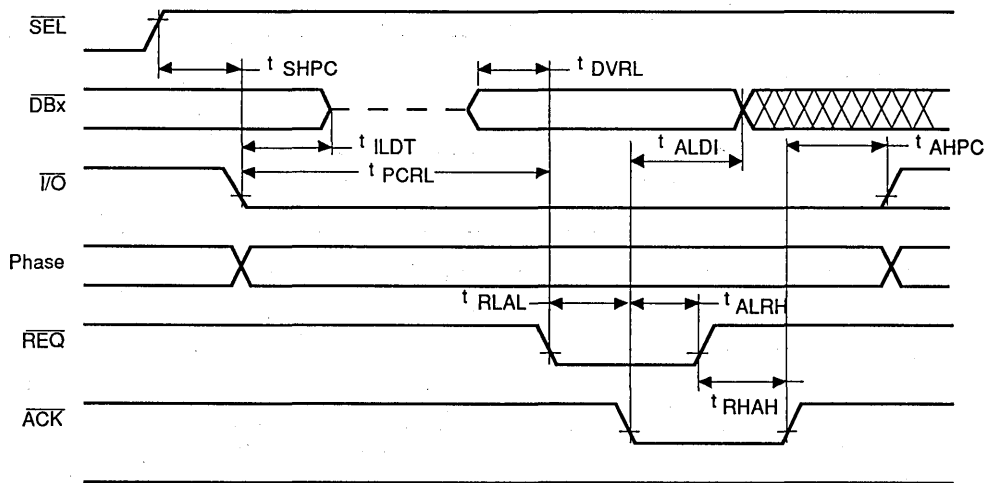 SEL
t SHPC
t DVRL
DBx
t ILDT
t ALDI
t AHPC
t PCRL
I/O
Phase
t RLAL
t ALRH
REQ
t RHAH
ACK